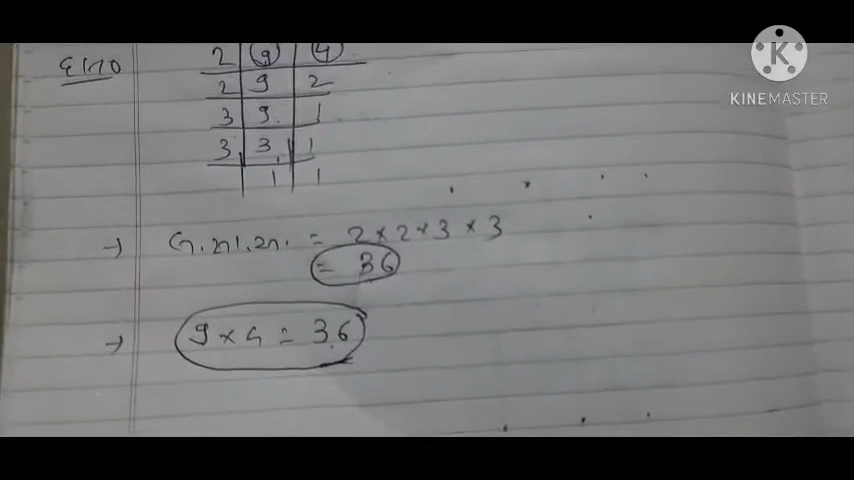 2 9 4
2 9 2
3 9 1
3 3 1
1 1
→ લ.સા.અ. = 2 × 2 × 3 × 3
= 36
→ 9 × 4 = 36
KINEMASTER